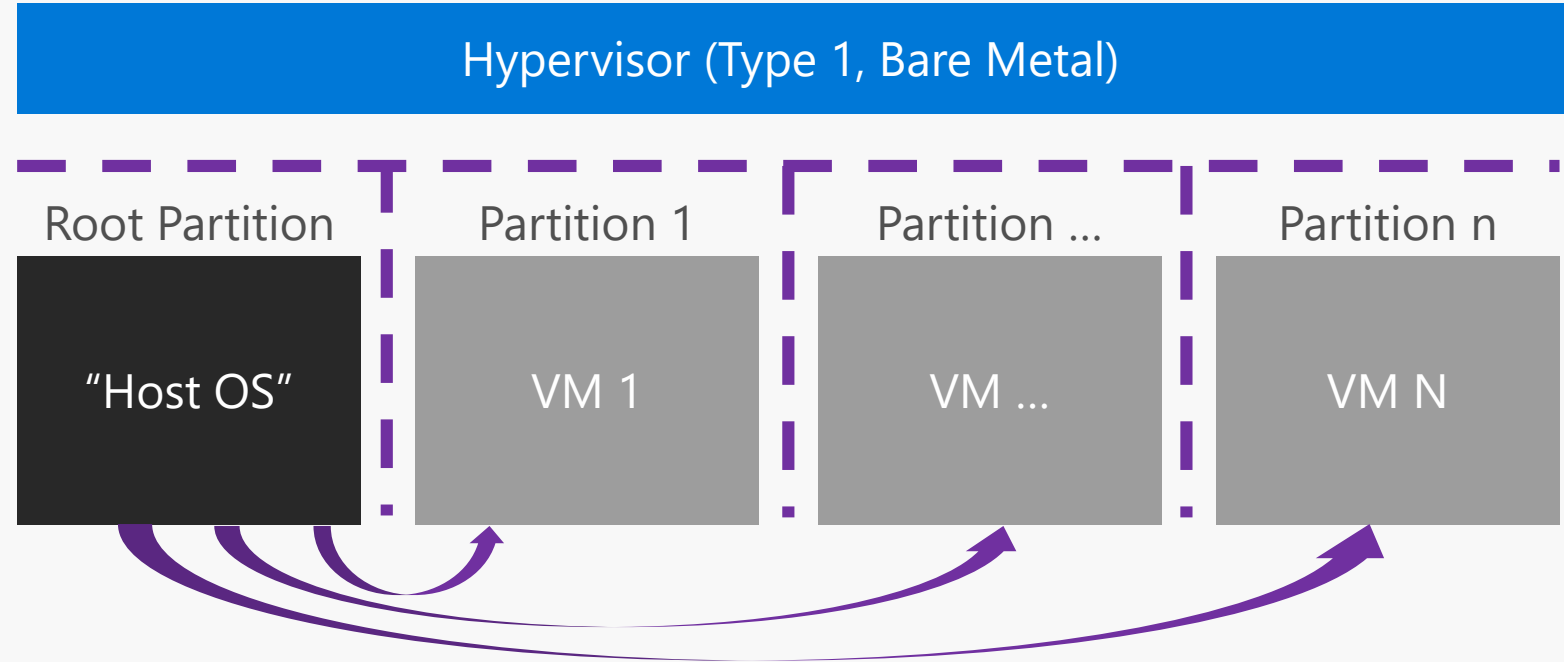 Hypervisor (Type 1, Bare Metal)
Root Partition
Partition 1
Partition …
Partition n
“Host OS”
VM 1
VM …
VM N